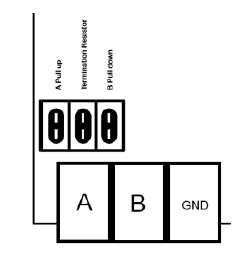 A Pull up
Termination Resistor
B Pull down
A
B
GND